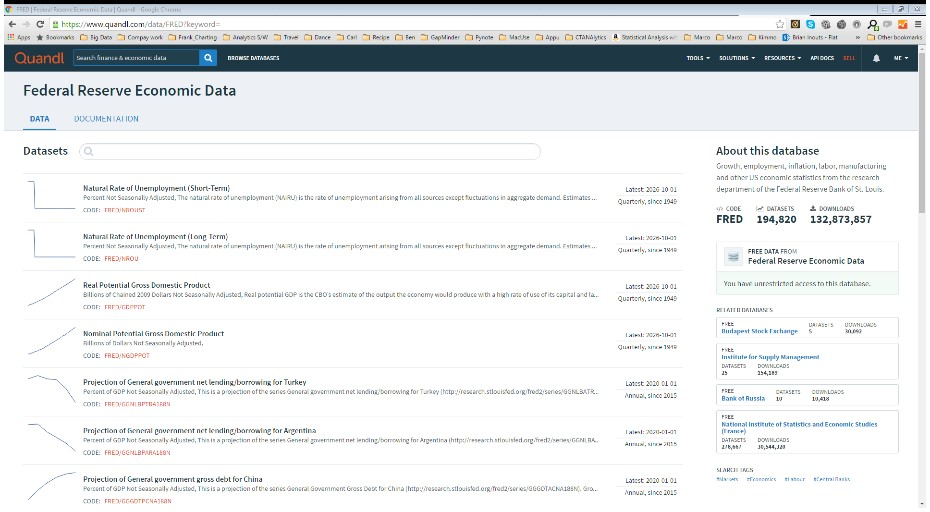 FRED | Federal Reserve Economic Data | Quandl - Google Chrome
https://www.quandl.com/data/FRED?keyword=
Apps Bookmarks Big Data Compay work Frank_Charting Analytics S/W Travel Dance Carl Recipe Ben GapMinder Pynote MacUse Appu CTANAlytics Statistical Analysis wit Marco Marco Kimmo Brian Inouts - Flat » Other bookmarks
Quandl Search finance & economic data BROWSE DATABASES TOOLS SOLUTIONS RESOURCES API DOCS SELL ME
Federal Reserve Economic Data
DATA DOCUMENTATION
Datasets
Natural Rate of Unemployment (Short-Term)
Percent Not Seasonally Adjusted, The natural rate of unemployment (NAIRU) is the rate of unemployment arising from all sources except fluctuations in aggregate demand. Estimates ...
CODE: FRED/NROUST
Latest: 2026-10-01
Quarterly, since 1949
Natural Rate of Unemployment (Long-Term)
Percent Not Seasonally Adjusted, The natural rate of unemployment (NAIRU) is the rate of unemployment arising from all sources except fluctuations in aggregate demand. Estimates ...
CODE: FRED/NROU
Latest: 2026-10-01
Quarterly, since 1949
Real Potential Gross Domestic Product
Billions of Chained 2009 Dollars Not Seasonally Adjusted, Real potential GDP is the CBO's estimate of the output the economy would produce with a high rate of use of its capital and la...
CODE: FRED/GDPPOT
Latest: 2026-10-01
Quarterly, since 1949
Nominal Potential Gross Domestic Product
Billions of Dollars Not Seasonally Adjusted,
CODE: FRED/NGDPPOT
Latest: 2026-10-01
Quarterly, since 1949
Projection of General government net lending/borrowing for Turkey
Percent of GDP Not Seasonally Adjusted, This is a projection of the series General government net lending/borrowing for Turkey (http://research.stlouisfed.org/fred2/series/GGNLBATR...
CODE: FRED/GGNLBPTRA188N
Latest: 2020-01-01
Annual, since 2015
Projection of General government net lending/borrowing for Argentina
Percent of GDP Not Seasonally Adjusted, This is a projection of the series General government net lending/borrowing for Argentina (http://research.stlouisfed.org/fred2/series/GGNLBA...
CODE: FRED/GGNLBPARA188N
Latest: 2020-01-01
Annual, since 2015
Projection of General government gross debt for China
Percent of GDP Not Seasonally Adjusted, This is a projection of the series General Government Gross Debt for China (http://research.stlouisfed.org/fred2/series/GGGDTACNA188N). Gro...
CODE: FRED/GGGDTPCNA188N
Latest: 2020-01-01
Annual, since 2015
About this database
Growth, employment, inflation, labor, manufacturing
and other US economic statistics from the research
department of the Federal Reserve Bank of St. Louis.
CODE DATASETS DOWNLOADS
FRED 194,820 132,873,857
FREE DATA FROM
Federal Reserve Economic Data
You have unrestricted access to this database.
RELATED DATABASES
FREE
Budapest Stock Exchange
DATASETS DOWNLOADS
5 30,092
FREE
Institute for Supply Management
DATASETS DOWNLOADS
25 154,189
FREE
Bank of Russia
DATASETS DOWNLOADS
10 10,418
FREE
National Institute of Statistics and Economic Studies
(France)
DATASETS DOWNLOADS
278,667 30,544,320
SEARCH TAGS
#Markets #Economics #Labour #Central Banks